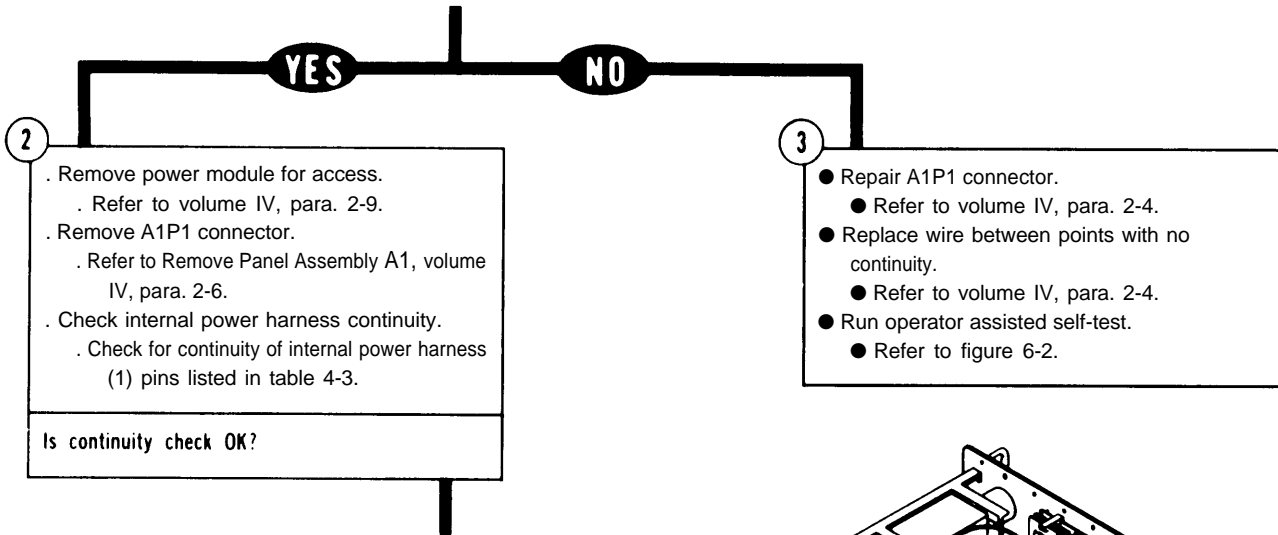 YES
NO
2
. Remove power module for access.
. Refer to volume IV, para. 2-9.
. Remove A1P1 connector.
. Refer to Remove Panel Assembly A1, volume
IV, para. 2-6.
. Check internal power harness continuity.
. Check for continuity of internal power harness
(1) pins listed in table 4-3.
Is continuity check OK?
3
● Repair A1P1 connector.
● Refer to volume IV, para. 2-4.
● Replace wire between points with no
continuity.
● Refer to volume IV, para. 2-4.
● Run operator assisted self-test.
● Refer to figure 6-2.